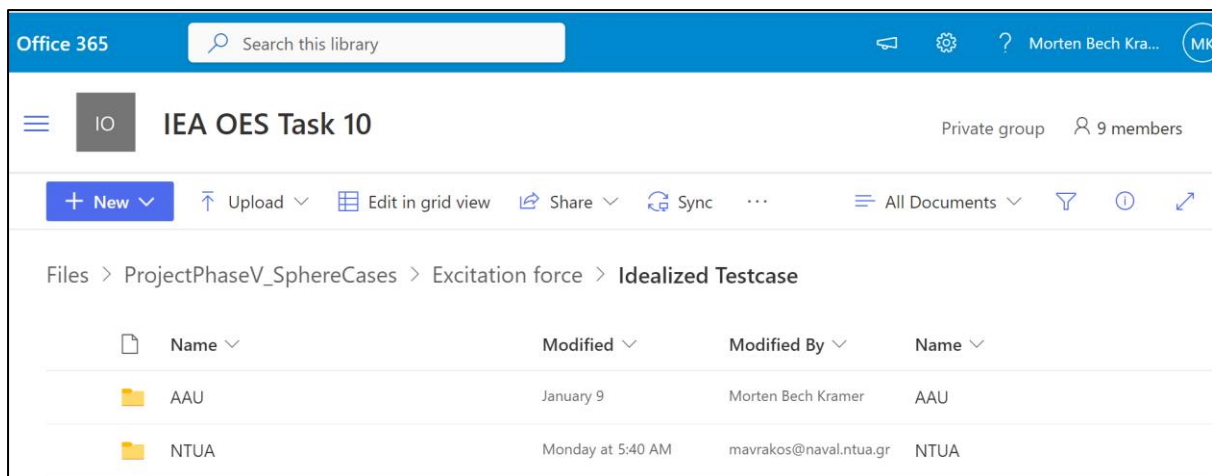 Office 365 Search this library ? Morten Bech Kra... MK
IO IEA OES Task 10 Private group 9 members
+ New Upload Edit in grid view Share Sync ... All Documents
Files > ProjectPhaseV_SphereCases > Excitation force > Idealized Testcase
Name Modified Modified By Name
AAU January 9 Morten Bech Kramer AAU
NTUA Monday at 5:40 AM mavrakos@naval.ntua.gr NTUA